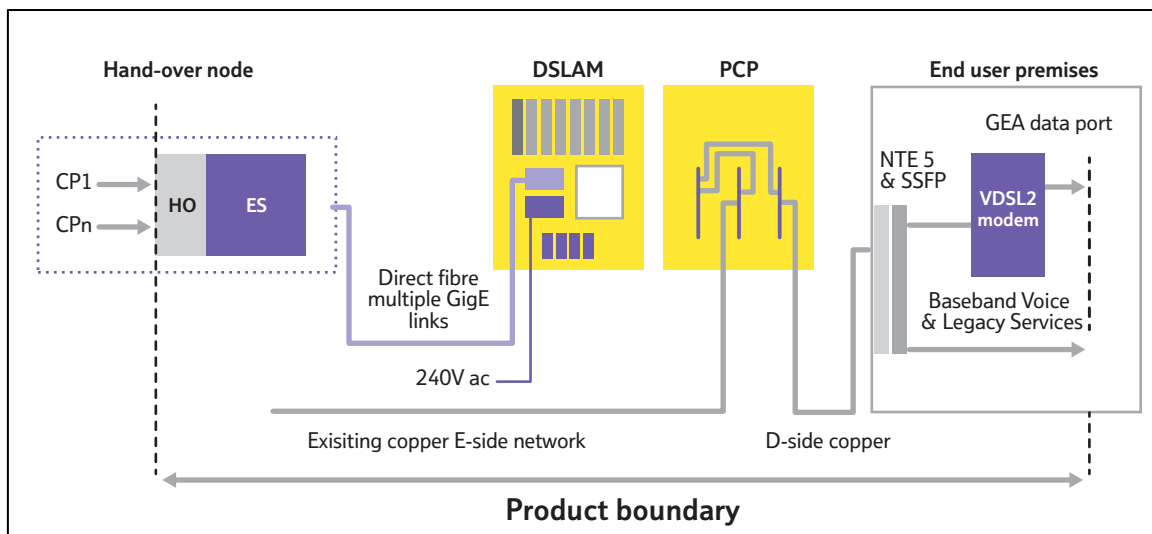 Hand-over node
DSLAM
PCP
End user premises
GEA data port
NTE 5
& SSFP
CP1
CPn
HO
ES
VDSL2
modem
Direct fibre
multiple GigE
links
Baseband Voice
& Legacy Services
240V ac
Exisiting copper E-side network
D-side copper
Product boundary